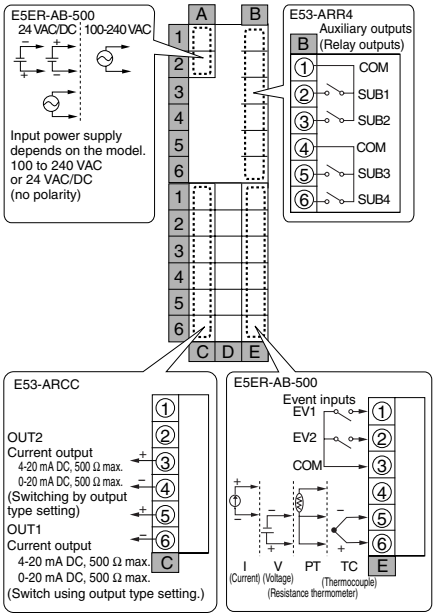 E5ER-AB-500
24 VAC/DC 100-240 VAC
− + 
+ −
Input power supply
depends on the model.
100 to 240 VAC
or 24 VAC/DC
(no polarity)
A B
1
2
3
4
5
6
1
2
3
4
5
6
C D E
E53-ARR4
Auxiliary outputs
(Relay outputs)
B
1 COM
2 SUB1
3 SUB2
4 COM
5 SUB3
6 SUB4
E53-ARCC
1
2
3
4
5
6
C
OUT2
Current output
+
4-20 mA DC, 500 Ω max.
0-20 mA DC, 500 Ω max.
−
(Switching by output
type setting)
+
OUT1
−
Current output
4-20 mA DC, 500 Ω max.
0-20 mA DC, 500 Ω max.
(Switch using output type setting.)
E5ER-AB-500
Event inputs
EV1 1
EV2 2
COM 3
4
5
6
E
+ − − + − +
I V PT TC
(Current) (Voltage) (Thermocouple)
(Resistance thermometer)